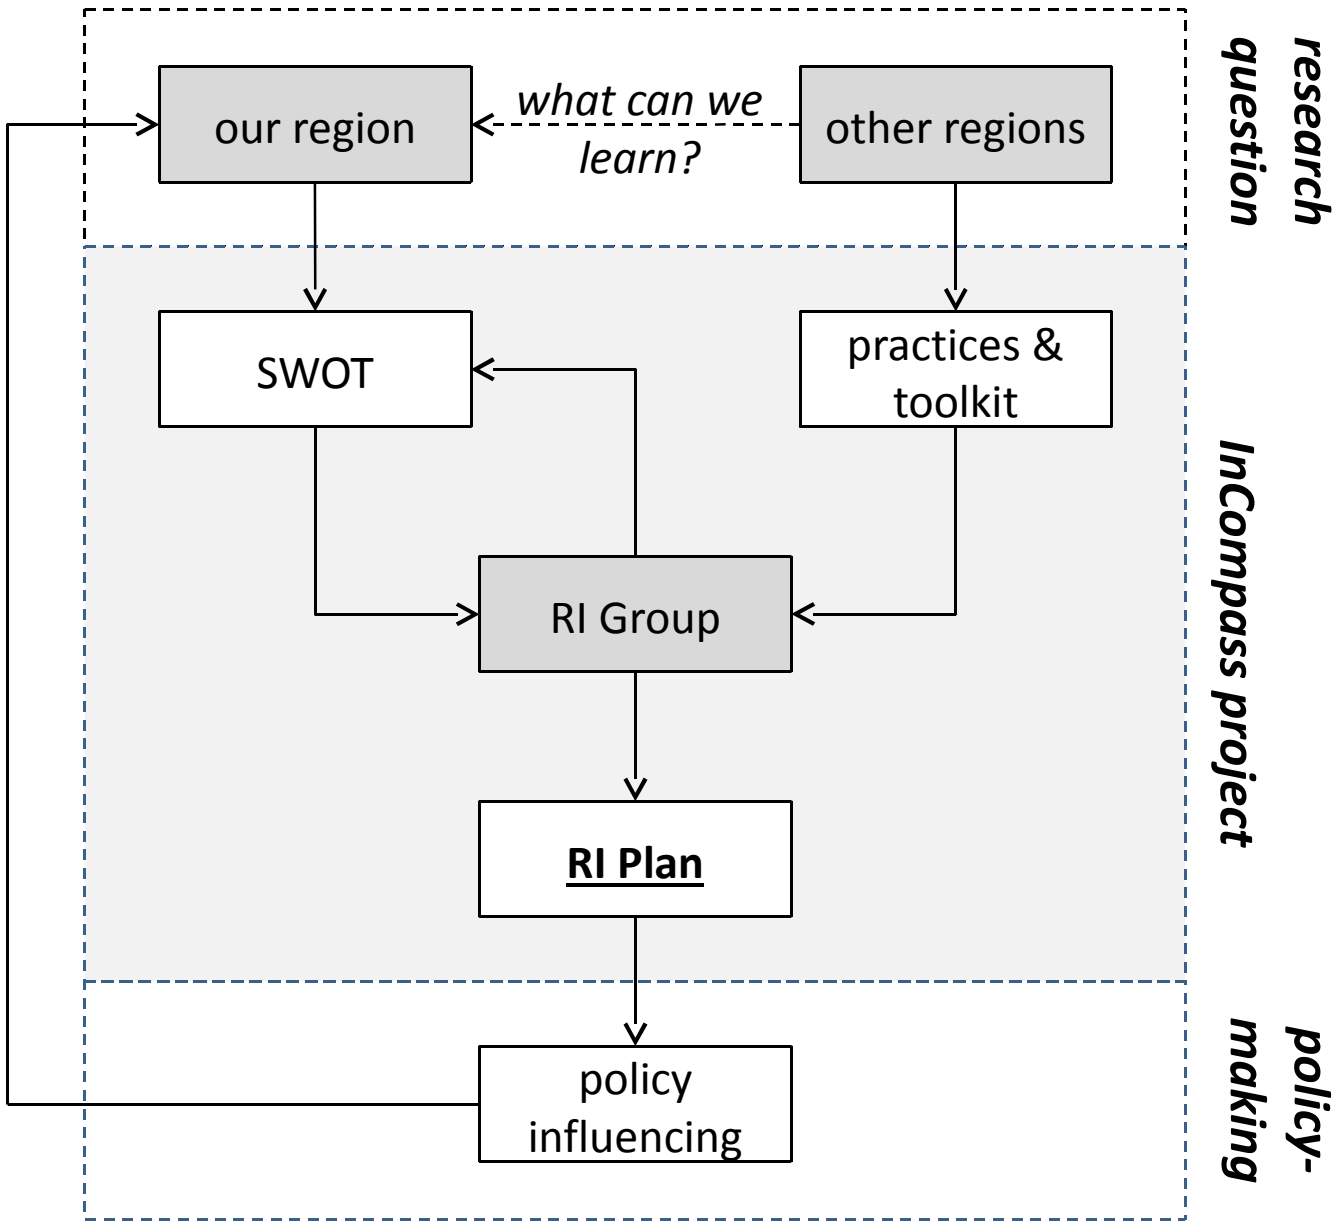 our region
what can we
learn?
other regions
research
question
SWOT
practices &
toolkit
RI Group
RI Plan
InCompass project
policy
influencing
policy-
making